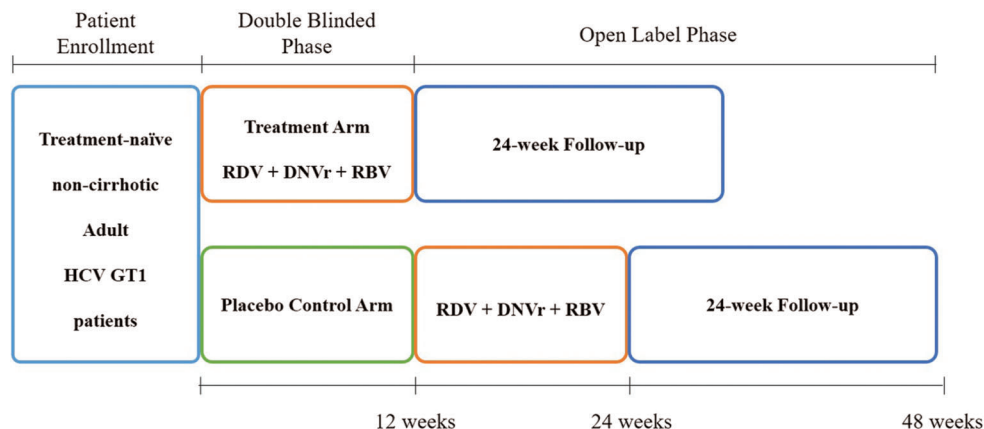 Patient
Enrollment
Double Blinded
Phase
Open Label Phase
Treatment-naïve
non-cirrhotic
Adult
HCV GT1
patients
Treatment Arm
RDV + DNVr + RBV
24-week Follow-up
Placebo Control Arm
RDV + DNVr + RBV
24-week Follow-up
12 weeks
24 weeks
48 weeks